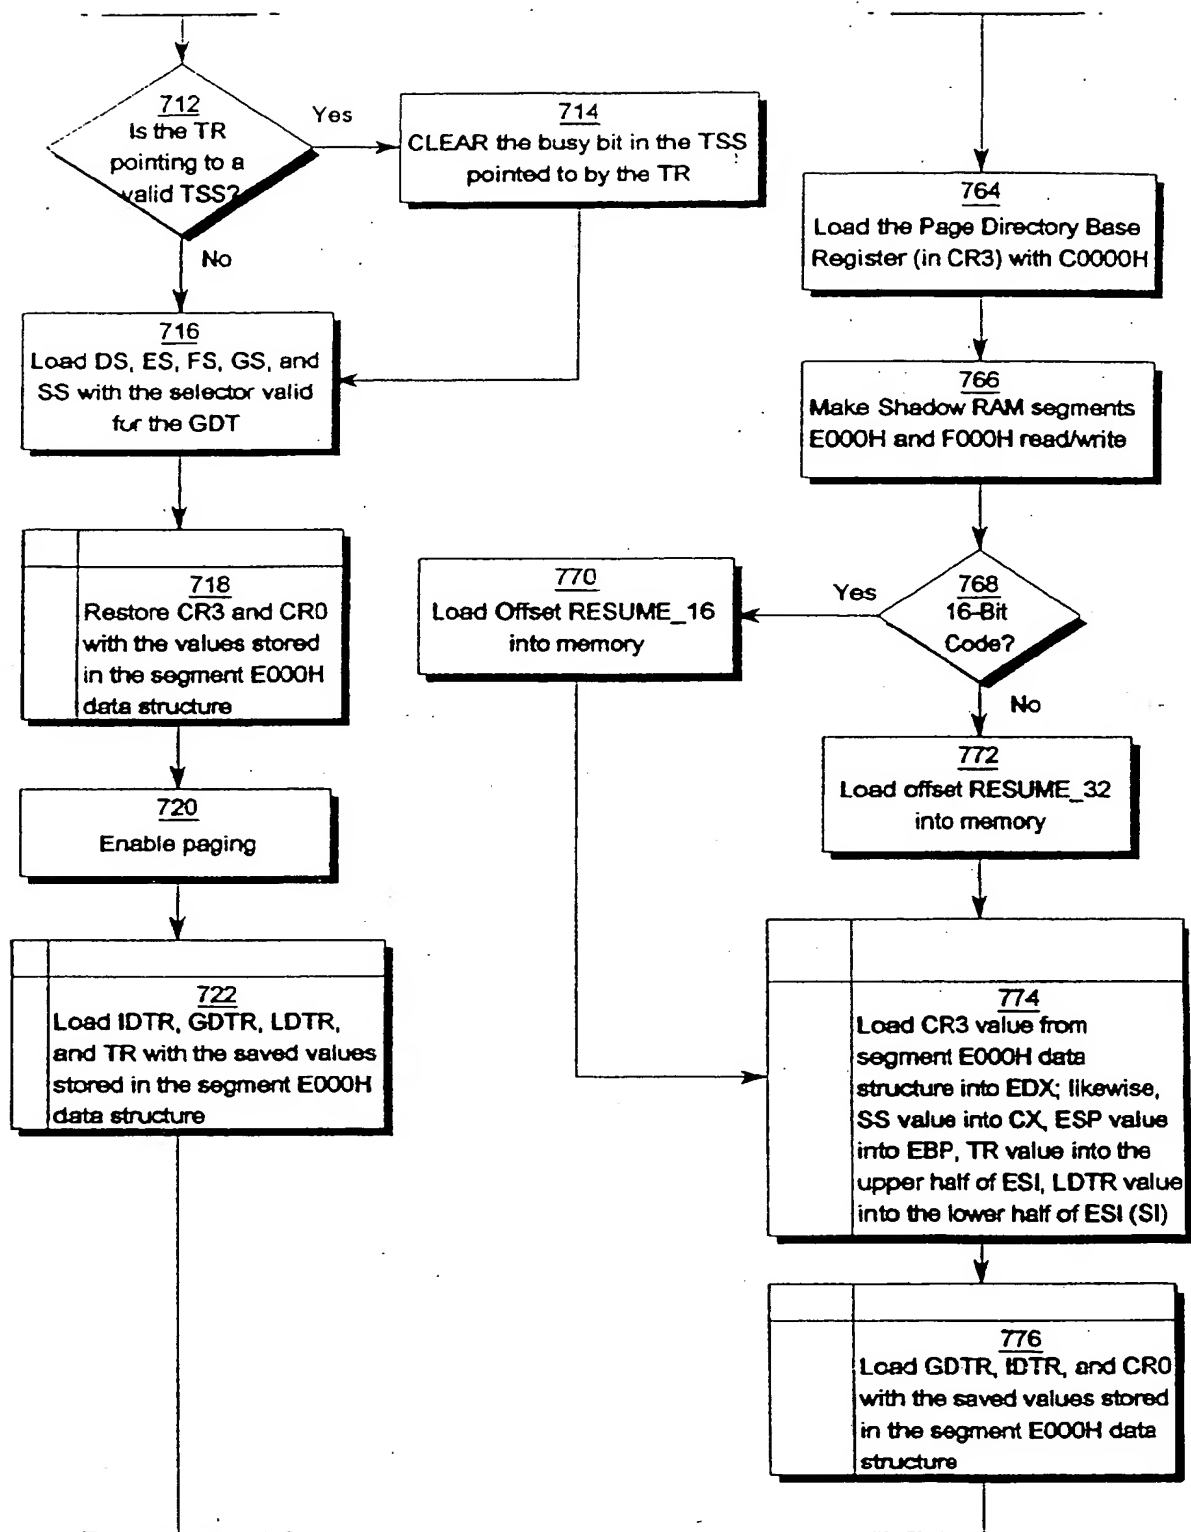 712
Is the TR
pointing to a
valid TSS?
Yes
No
714
CLEAR the busy bit in the TSS
pointed to by the TR
716
Load DS, ES, FS, GS, and
SS with the selector valid
for the GDT
718
Restore CR3 and CR0
with the values stored
in the segment E000H
data structure
720
Enable paging
722
Load IDTR, GDTR, LDTR,
and TR with the saved values
stored in the segment E000H
data structure
764
Load the Page Directory Base
Register (in CR3) with C0000H
766
Make Shadow RAM segments
E000H and F000H read/write
768
16-Bit
Code?
Yes
No
770
Load Offset RESUME_16
into memory
772
Load offset RESUME_32
into memory
774
Load CR3 value from
segment E000H data
structure into EDX; likewise,
SS value into CX, ESP value
into EBP, TR value into the
upper half of ESI, LDTR value
into the lower half of ESI (SI)
776
Load GDTR, IDTR, and CR0
with the saved values stored
in the segment E000H data
structure